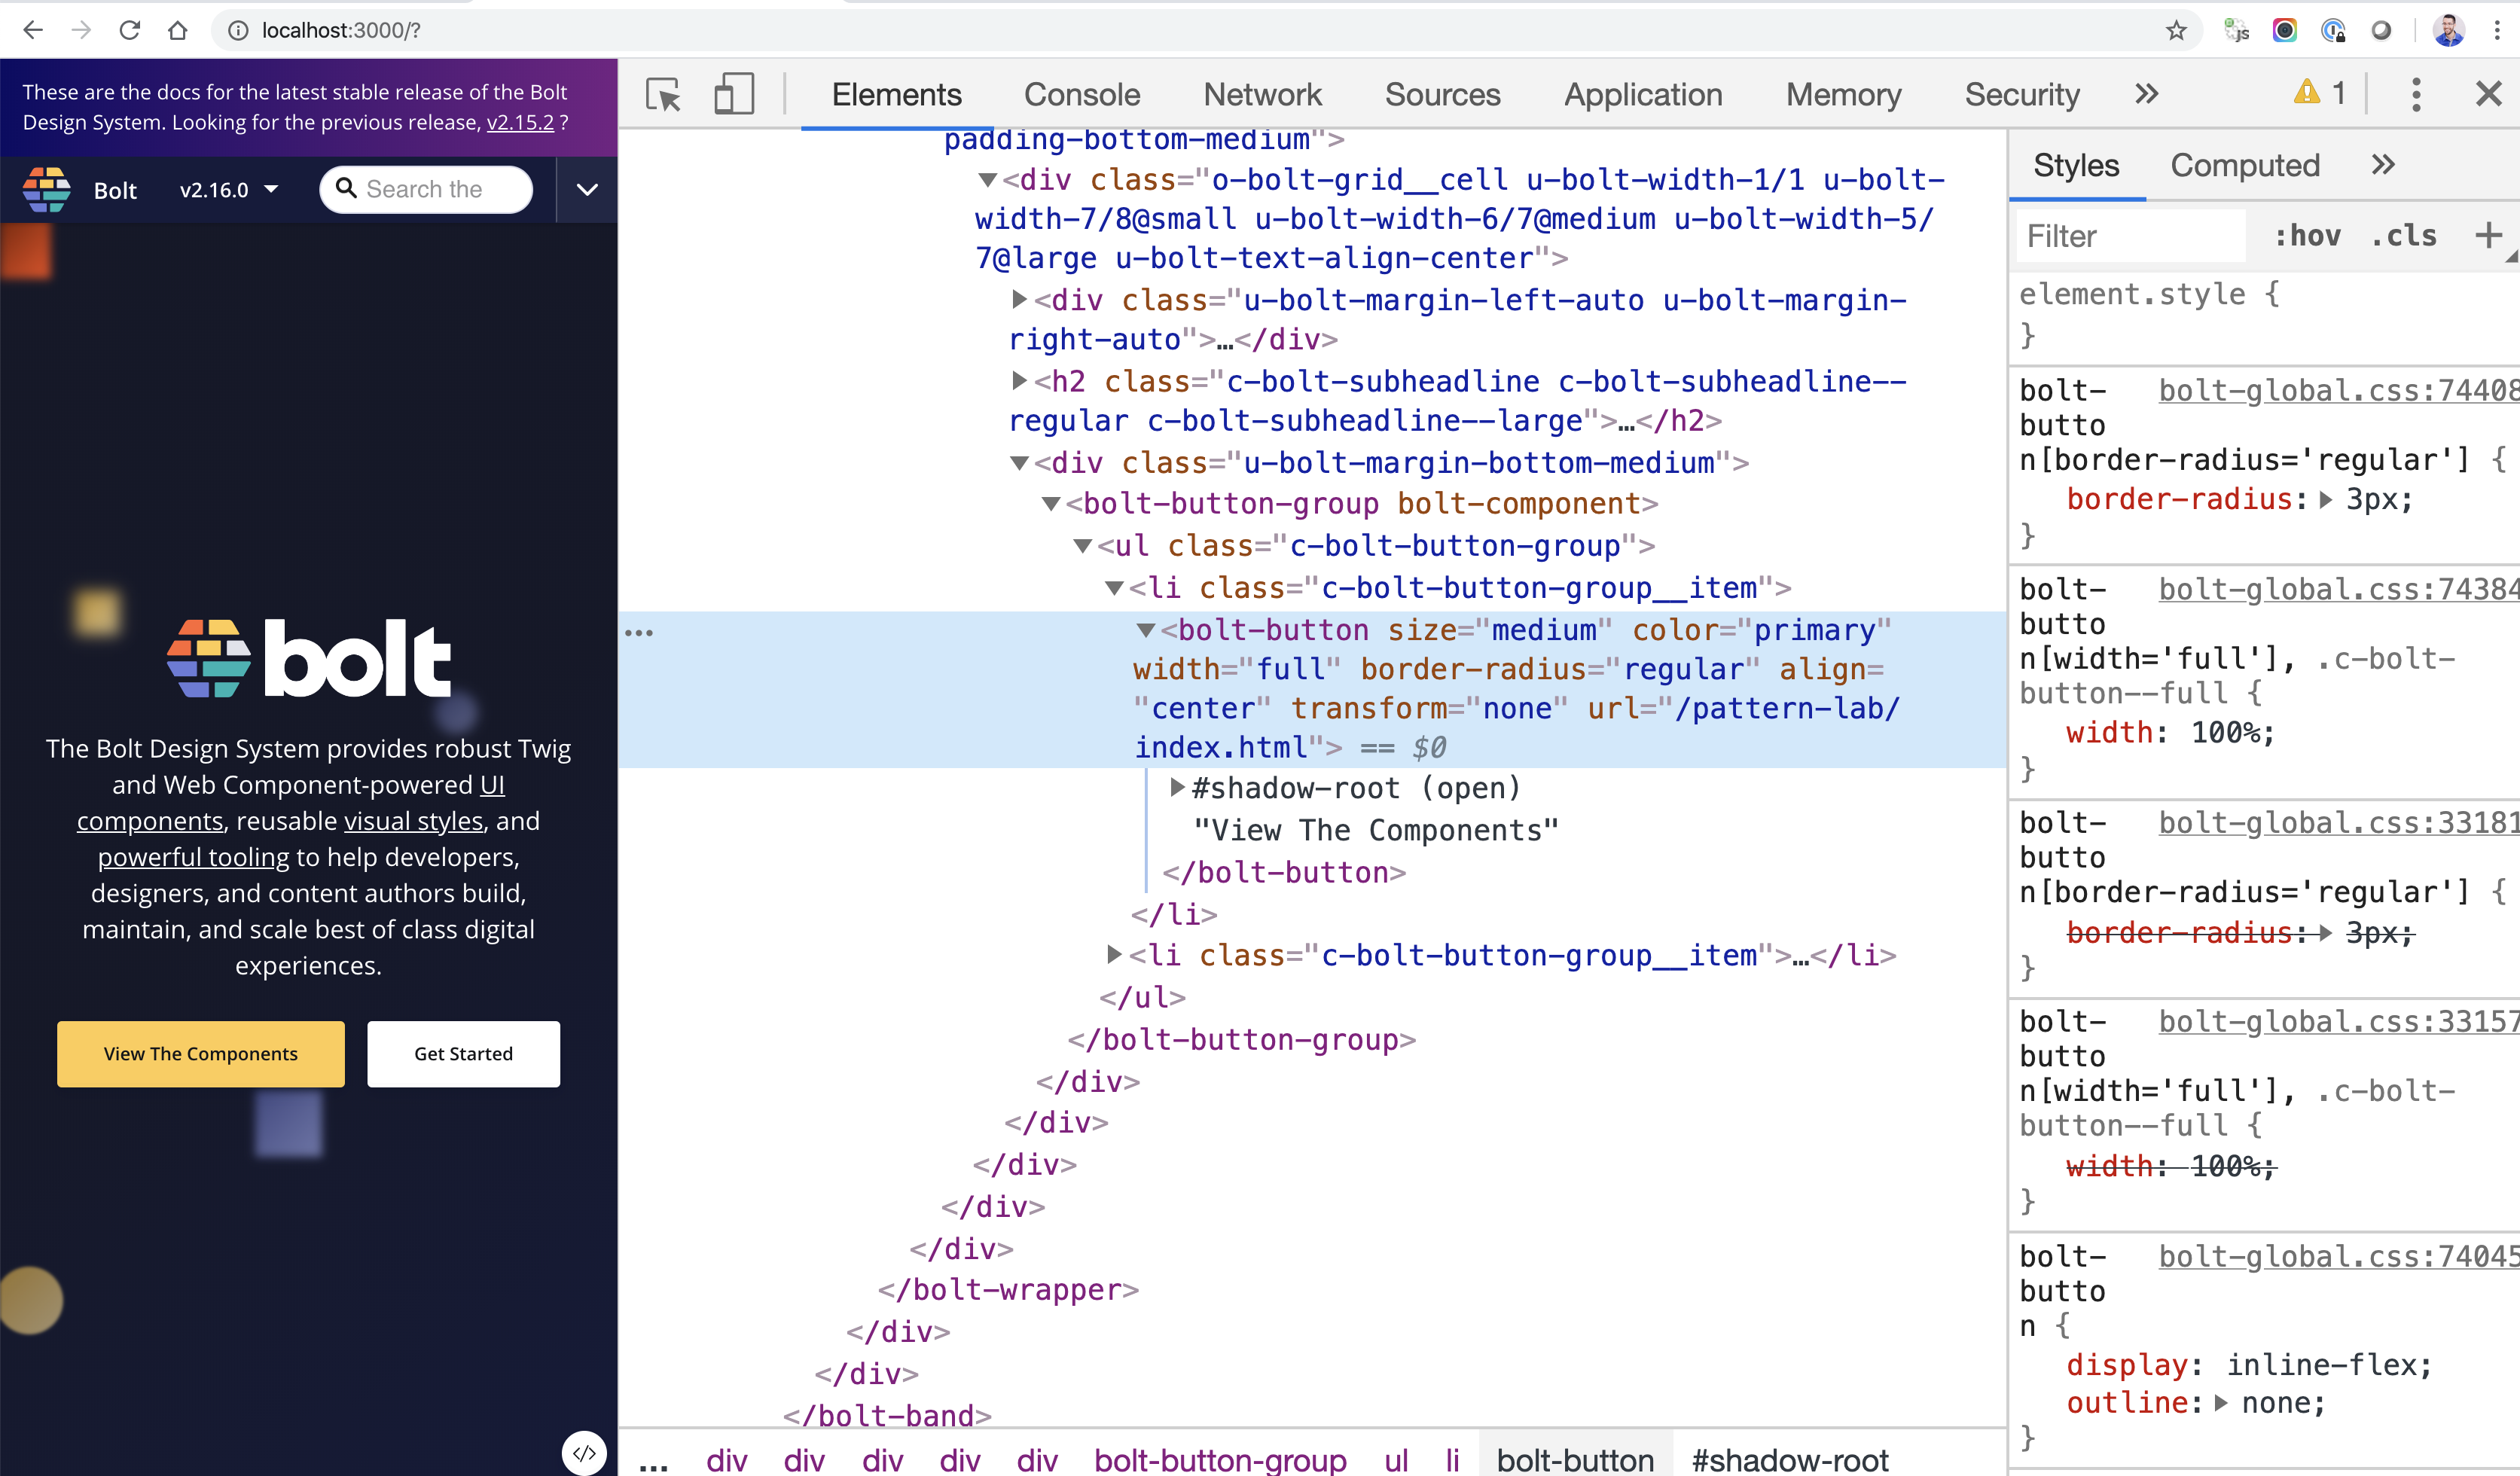 localhost:3000/?
JS
These are the docs for the latest stable release of the Bolt
Design System. Looking for the previous release, v2.15.2 ?
Bolt v2.16.0 Search the
bolt
The Bolt Design System provides robust Twig
and Web Component-powered UI
components, reusable visual styles, and
powerful tooling to help developers,
designers, and content authors build,
maintain, and scale best of class digital
experiences.
View The Components Get Started
</>
Elements Console Network Sources Application Memory Security » 1
padding-bottom-medium">
<div class="o-bolt-grid__cell u-bolt-width-1/1 u-bolt-
width-7/8@small u-bolt-width-6/7@medium u-bolt-width-5/
7@large u-bolt-text-align-center">
<div class="u-bolt-margin-left-auto u-bolt-margin-
right-auto">…</div>
<h2 class="c-bolt-subheadline c-bolt-subheadline--
regular c-bolt-subheadline--large">…</h2>
<div class="u-bolt-margin-bottom-medium">
<bolt-button-group bolt-component>
<ul class="c-bolt-button-group">
<li class="c-bolt-button-group__item">
<bolt-button size="medium" color="primary"
width="full" border-radius="regular" align=
"center" transform="none" url="/pattern-lab/
index.html"> == $0
#shadow-root (open)
"View The Components"
</bolt-button>
</li>
<li class="c-bolt-button-group__item">…</li>
</ul>
</bolt-button-group>
</div>
</div>
</div>
</div>
</div>
</bolt-wrapper>
</div>
</div>
</bolt-band>
... div div div div div bolt-button-group ul li bolt-button #shadow-root
Styles Computed »
Filter :hov .cls +
element.style {
}
bolt- bolt-global.css:74408
butto
n[border-radius='regular'] {
border-radius: 3px;
}
bolt- bolt-global.css:74384
butto
n[width='full'], .c-bolt-
button--full {
width: 100%;
}
bolt- bolt-global.css:33181
butto
n[border-radius='regular'] {
border-radius: 3px;
}
bolt- bolt-global.css:33157
butto
n[width='full'], .c-bolt-
button--full {
width: 100%;
}
bolt- bolt-global.css:74045
butto
n {
display: inline-flex;
outline: none;
}